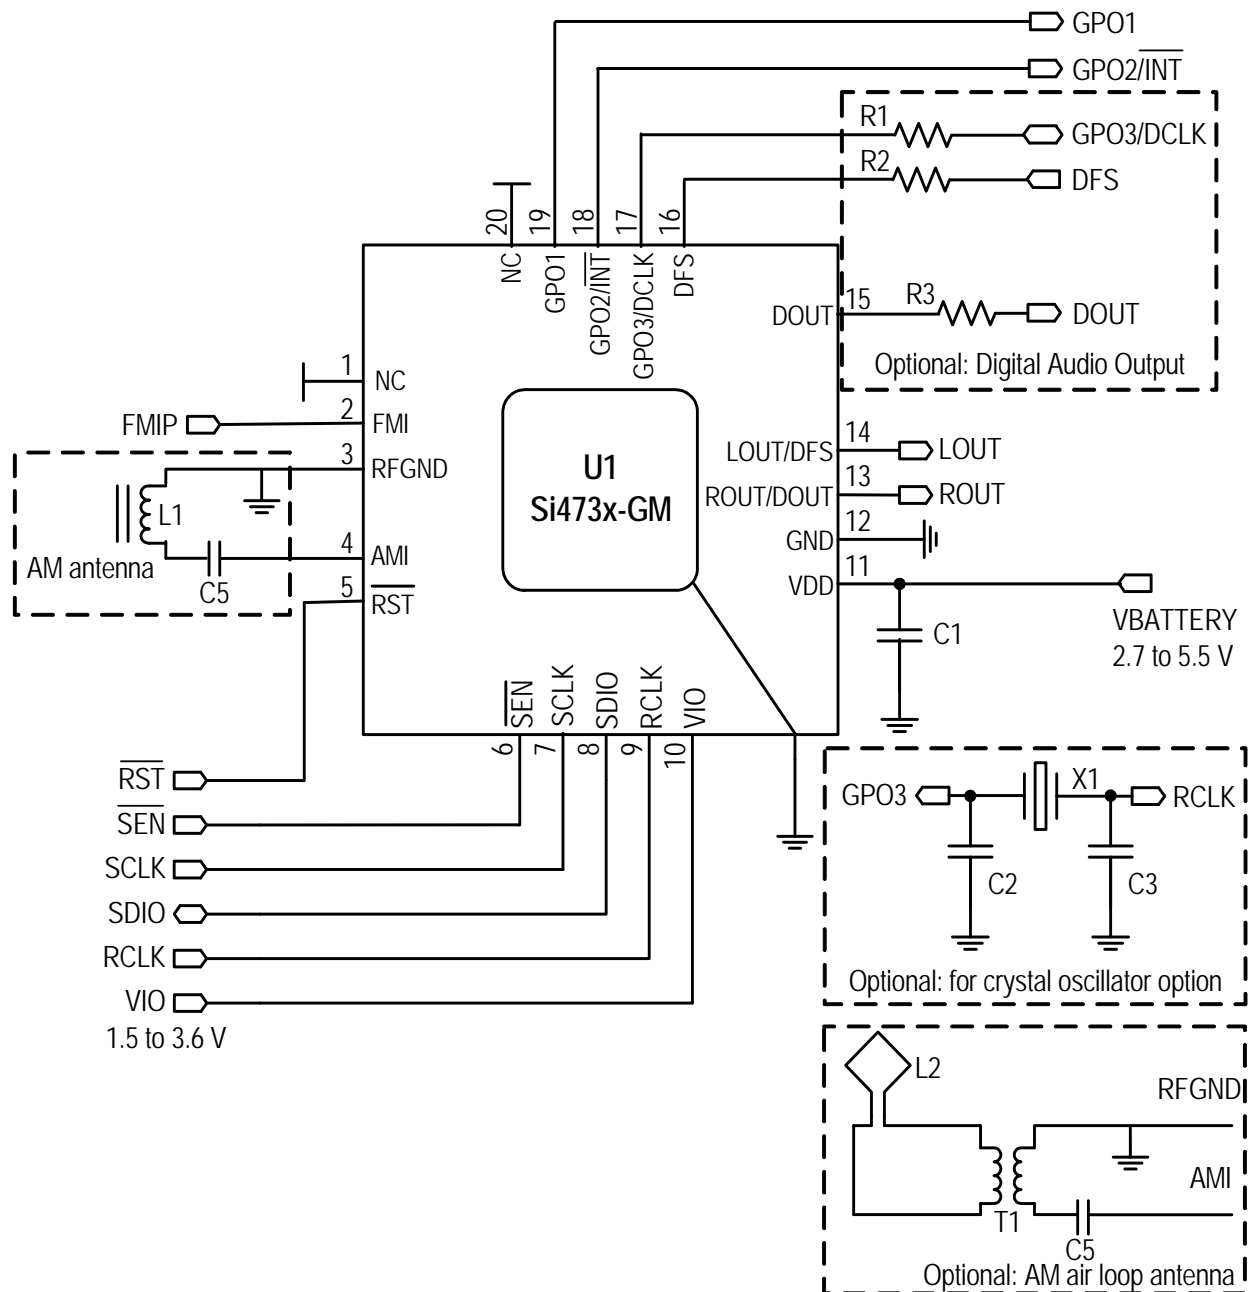 GPO1
GPO2/INT
R1
GPO3/DCLK
R2
DFS
20
19
18
17
16
NC
GPO1
GPO2/INT
GPO3/DCLK
DFS
DOUT
15
R3
DOUT
Optional: Digital Audio Output
1
NC
FMIP
2
FMI
3
RFGND
L1
4
AMI
AM antenna
C5
5
RST
U1
Si473x-GM
LOUT/DFS
14
LOUT
ROUT/DOUT
13
ROUT
GND
12
VDD
11
C1
VBATTERY
2.7 to 5.5 V
SEN
SCLK
SDIO
RCLK
VIO
6
7
8
9
10
RST
SEN
SCLK
SDIO
RCLK
VIO
1.5 to 3.6 V
GPO3
X1
RCLK
C2
C3
Optional: for crystal oscillator option
L2
RFGND
AMI
T1
C5
Optional: AM air loop antenna